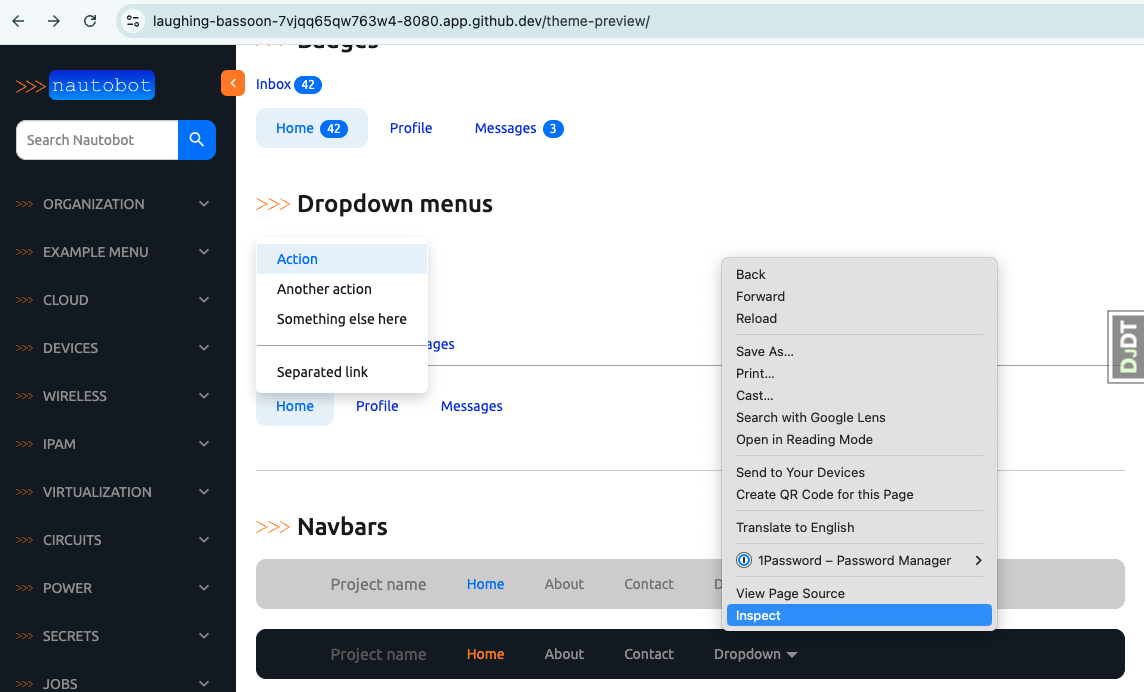 laughing-bassoon-7vjqq65qw763w4-8080.app.github.dev/theme-preview/
>>> nautobot
Search Nautobot
>>> ORGANIZATION
>>> EXAMPLE MENU
>>> CLOUD
>>> DEVICES
>>> WIRELESS
>>> IPAM
>>> VIRTUALIZATION
>>> CIRCUITS
>>> POWER
>>> SECRETS
>>> JOBS
>>> Badges
Inbox 42
Home 42 Profile Messages 3
>>> Dropdown menus
Action
Another action
Something else here
ages
Separated link
Home Profile Messages
>>> Navbars
Project name Home About Contact D
Project name Home About Contact Dropdown
Back
Forward
Reload
Save As...
Print...
Cast...
Search with Google Lens
Open in Reading Mode
Send to Your Devices
Create QR Code for this Page
Translate to English
1Password – Password Manager
View Page Source
Inspect
DJDT